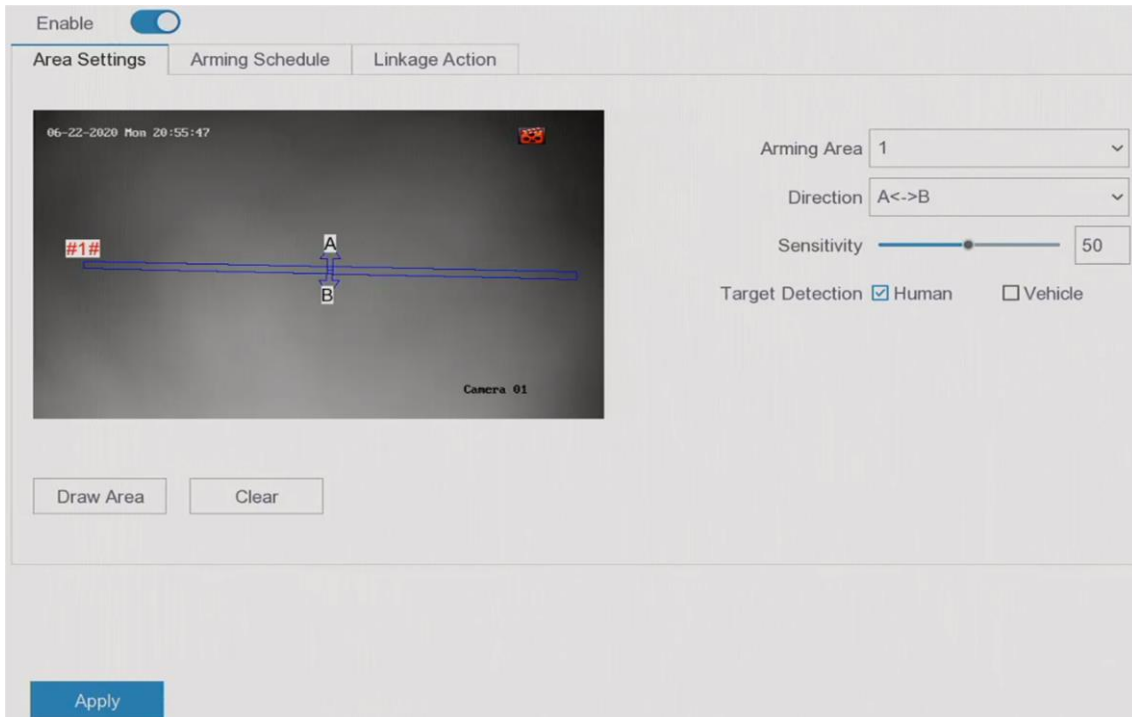 Enable
Area Settings Arming Schedule Linkage Action
06-22-2020 Mon 20:55:47
Arming Area 1
Direction A<->B
#1#
A
Sensitivity 50
B
Target Detection Human Vehicle
Camera 01
Draw Area Clear
Apply